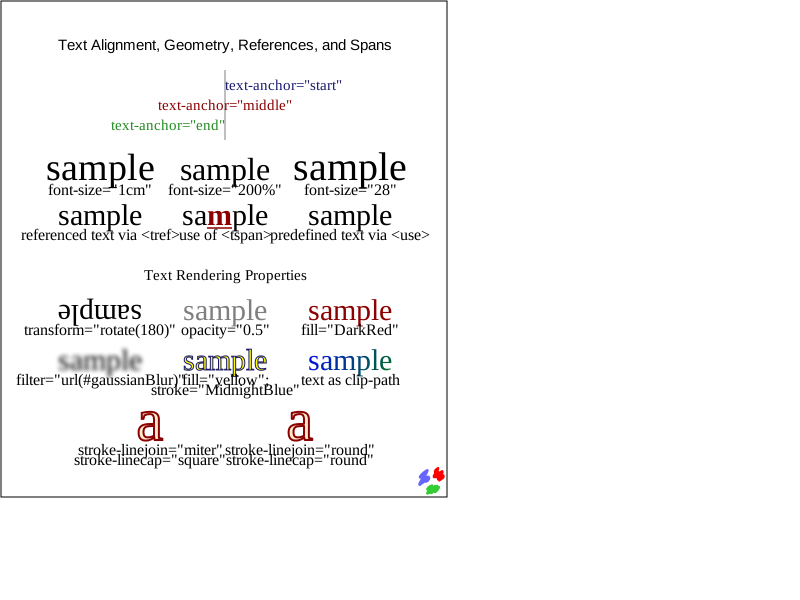 Text Alignment, Geometry, References, and Spans
text-anchor="start"
text-anchor="middle"
text-anchor="end"
sample sample sample
font-size="1cm" font-size="200%" font-size="28"
sample sample sample
referenced text via <tref> use of <tspan> predefined text via <use>
Text Rendering Properties
sample sample sample
transform="rotate(180)" opacity="0.5" fill="DarkRed"
sample sample sample
filter="url(#gaussianBlur)" fill="yellow"; text as clip-path
stroke="MidnightBlue"
a a
stroke-linejoin="miter" stroke-linejoin="round"
stroke-linecap="square" stroke-linecap="round"